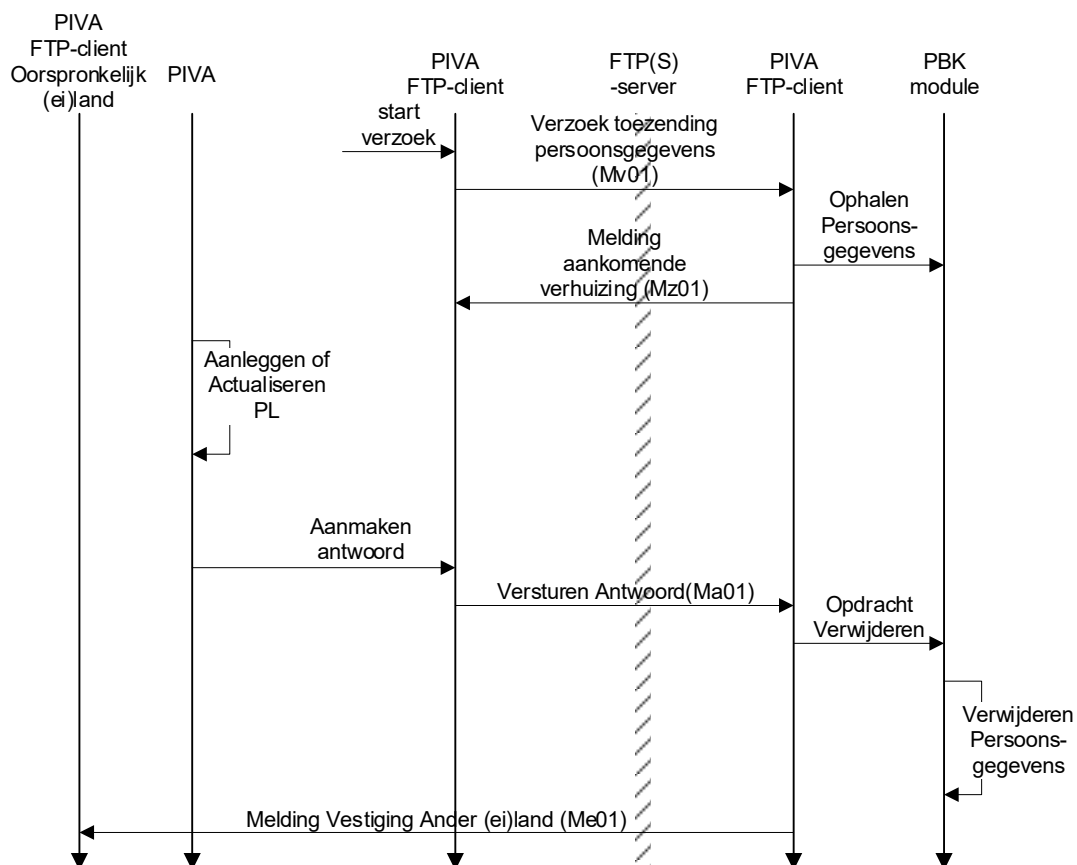 PIVA
FTP-client
Oorspronkelijk
(ei)land
PIVA
PIVA
FTP-client
FTP(S)
-server
PIVA
FTP-client
PBK
module
start
verzoek
Verzoek toezending
persoonsgegevens
(Mv01)
Ophalen
Persoons-
gegevens
Melding
aankomende
verhuizing (Mz01)
Aanleggen of
Actualiseren
PL
Aanmaken
antwoord
Versturen Antwoord(Ma01)
Opdracht
Verwijderen
Verwijderen
Persoons-
gegevens
Melding Vestiging Ander (ei)land (Me01)